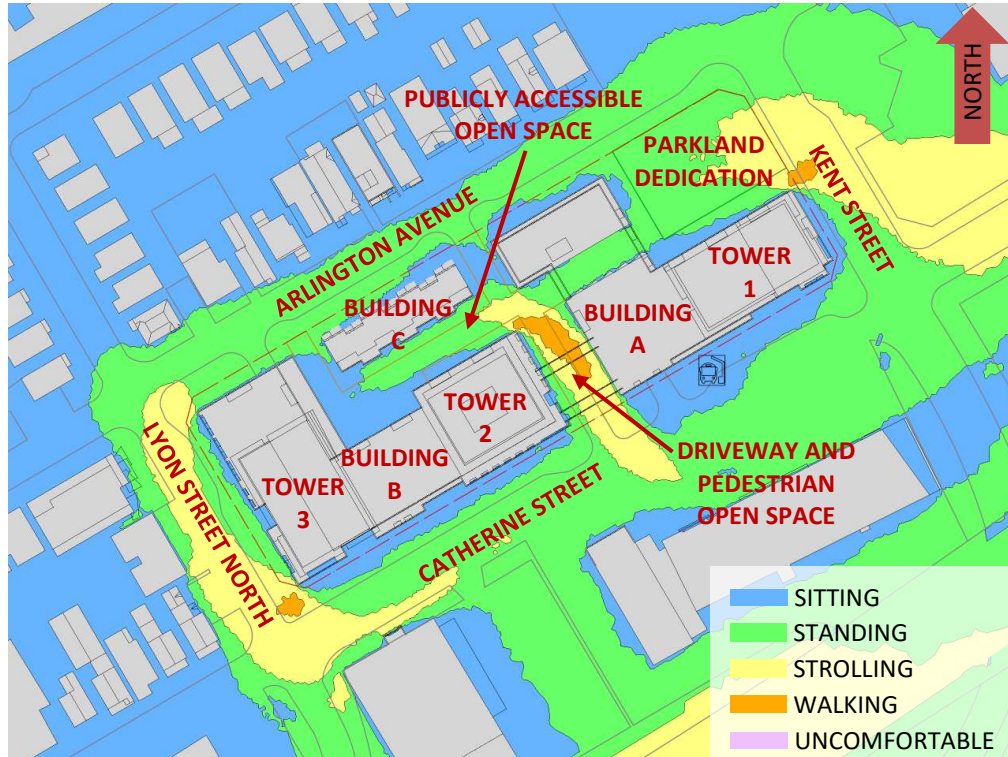 NORTH
PUBLICLY ACCESSIBLE
OPEN SPACE
PARKLAND
DEDICATION
KENT STREET
ARLINGTON AVENUE
TOWER
1
BUILDING
C
BUILDING
A
TOWER
2
LYON STREET NORTH
BUILDING
B
TOWER
3
CATHERINE STREET
DRIVEWAY AND
PEDESTRIAN
OPEN SPACE
SITTING
STANDING
STROLLING
WALKING
UNCOMFORTABLE